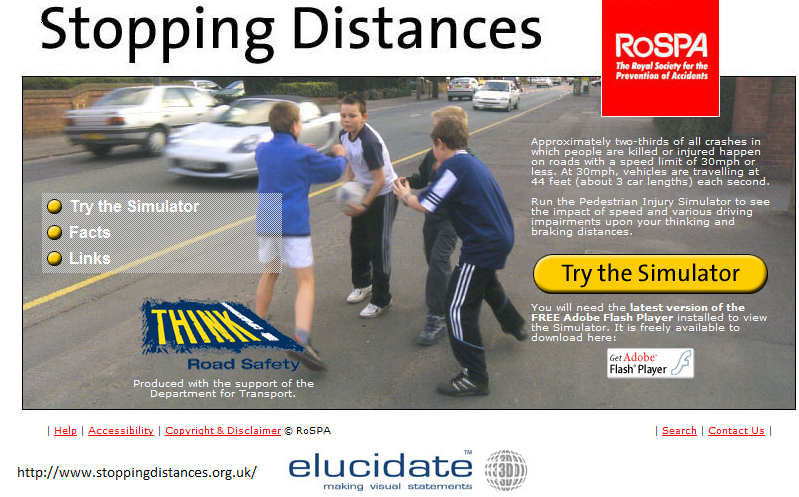 Stopping Distances
RoSPA
The Royal Society for the
Prevention of Accidents
Approximately two-thirds of all crashes in
which people are killed or injured happen
on roads with a speed limit of 30mph or
less. At 30mph, vehicles are travelling at
44 feet (about 3 car lengths) each second.
Run the Pedestrian Injury Simulator to see
the impact of speed and various driving
impairments upon your thinking and
braking distances.
Try the Simulator
Facts
Links
Try the Simulator
You will need the latest version of the
FREE Adobe Flash Player installed to view
the Simulator. It is freely available to
download here:
Get Adobe®
Flash® Player
THINK!
Road Safety
Produced with the support of the
Department for Transport.
| Help | Accessibility | Copyright & Disclaimer © RoSPA
| Search | Contact Us |
http://www.stoppingdistances.org.uk/
elucidate™
making visual statements
3D